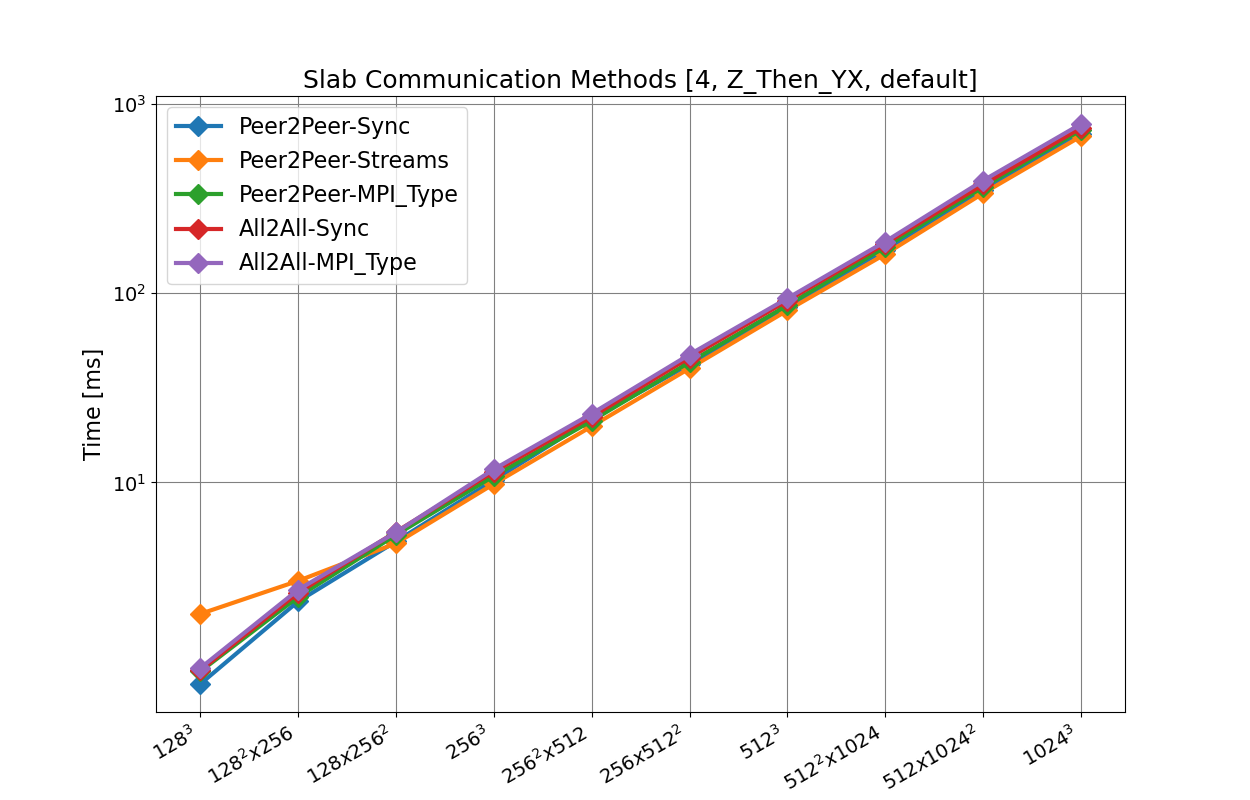 Slab Communication Methods [4, Z_Then_YX, default]
10³
10²
10¹
Time [ms]
Peer2Peer-Sync
Peer2Peer-Streams
Peer2Peer-MPI_Type
All2All-Sync
All2All-MPI_Type
128³
128²x256
128x256²
256³
256²x512
256x512²
512³
512²x1024
512x1024²
1024³